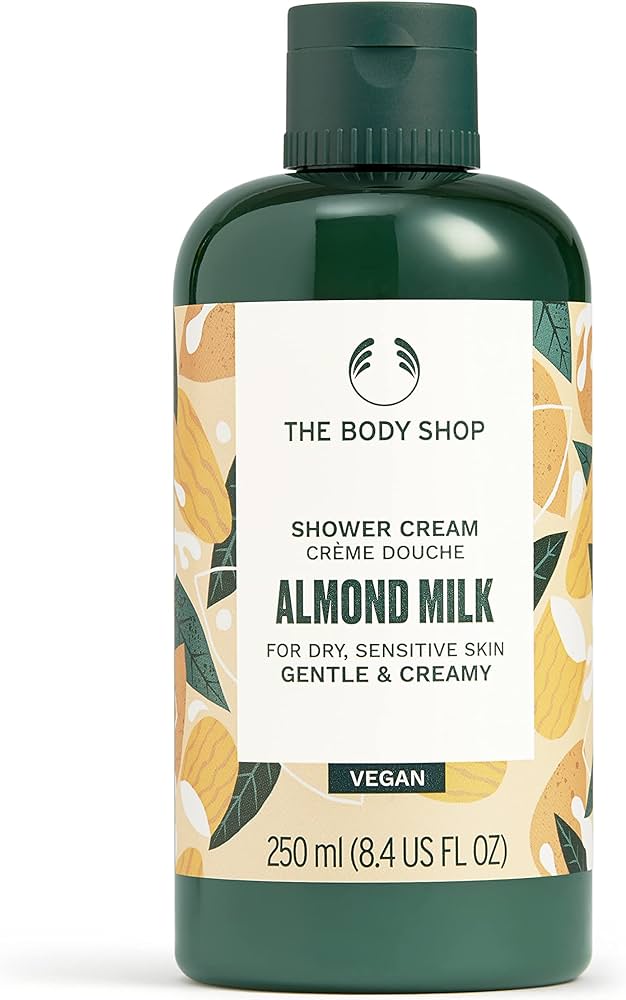 THE BODY SHOP
SHOWER CREAM
CRÈME DOUCHE
ALMOND MILK
FOR DRY, SENSITIVE SKIN
GENTLE & CREAMY
VEGAN
250 ml (8.4 US FL OZ)